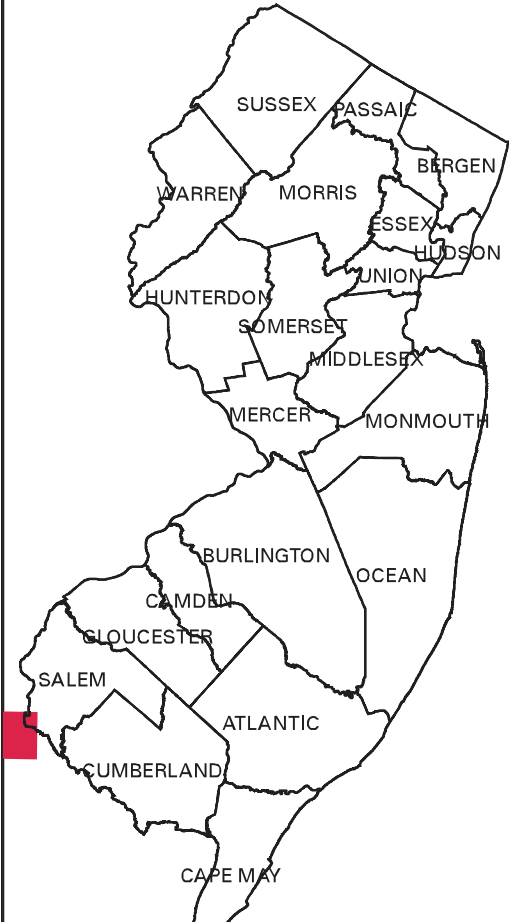 SUSSEX
PASSAIC
BERGEN
WARREN
MORRIS
ESSEX
HUDSON
UNION
HUNTERDON
SOMERSET
MIDDLESEX
MERCER
MONMOUTH
BURLINGTON
OCEAN
CAMDEN
GLOUCESTER
SALEM
ATLANTIC
CUMBERLAND
CAPE MAY